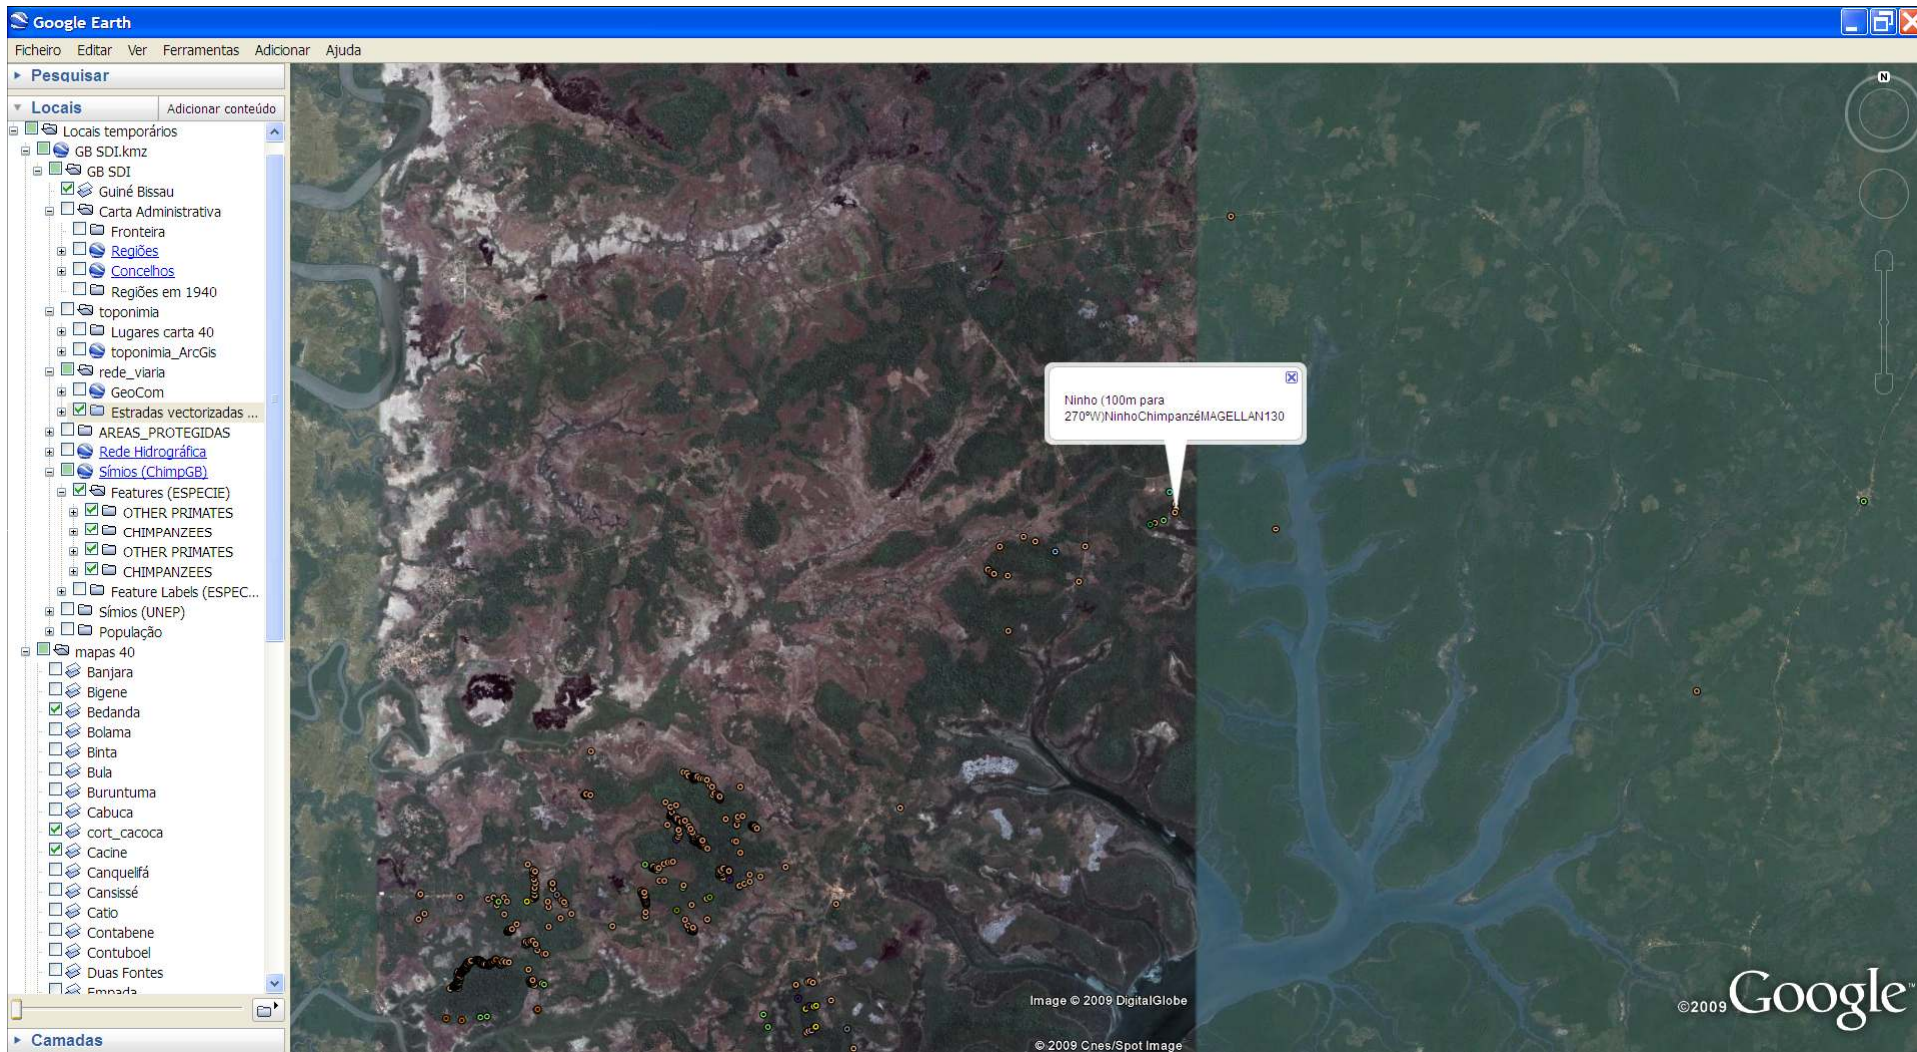 Google Earth
Ficheiro Editar Ver Ferramentas Adicionar Ajuda
Pesquisar
Locais
Adicionar conteúdo
Locais temporários
GB SDI.kmz
GB SDI
Guiné Bissau
Carta Administrativa
Fronteira
Regiões
Concelhos
Regiões em 1940
toponimia
Lugares carta 40
toponimia_ArcGis
rede_viaria
GeoCom
Estradas vectorizadas ...
AREAS_PROTEGIDAS
Rede Hidrográfica
Símios (ChimpGB)
Features (ESPECIE)
OTHER PRIMATES
CHIMPANZEES
OTHER PRIMATES
CHIMPANZEES
Feature Labels (ESPEC...
Símios (UNEP)
População
mapas 40
Banjara
Bigene
Bedanda
Bolama
Binta
Bula
Buruntuma
Cabuca
cort_cacoca
Cacine
Canquelifá
Cansissé
Catio
Contabene
Contuboel
Duas Fontes
Empada
Camadas
N
Ninho (100m para
270ºW)NinhoChimpanzéMAGELLAN130
Image © 2009 DigitalGlobe
© 2009 Cnes/Spot Image
©2009 Google™